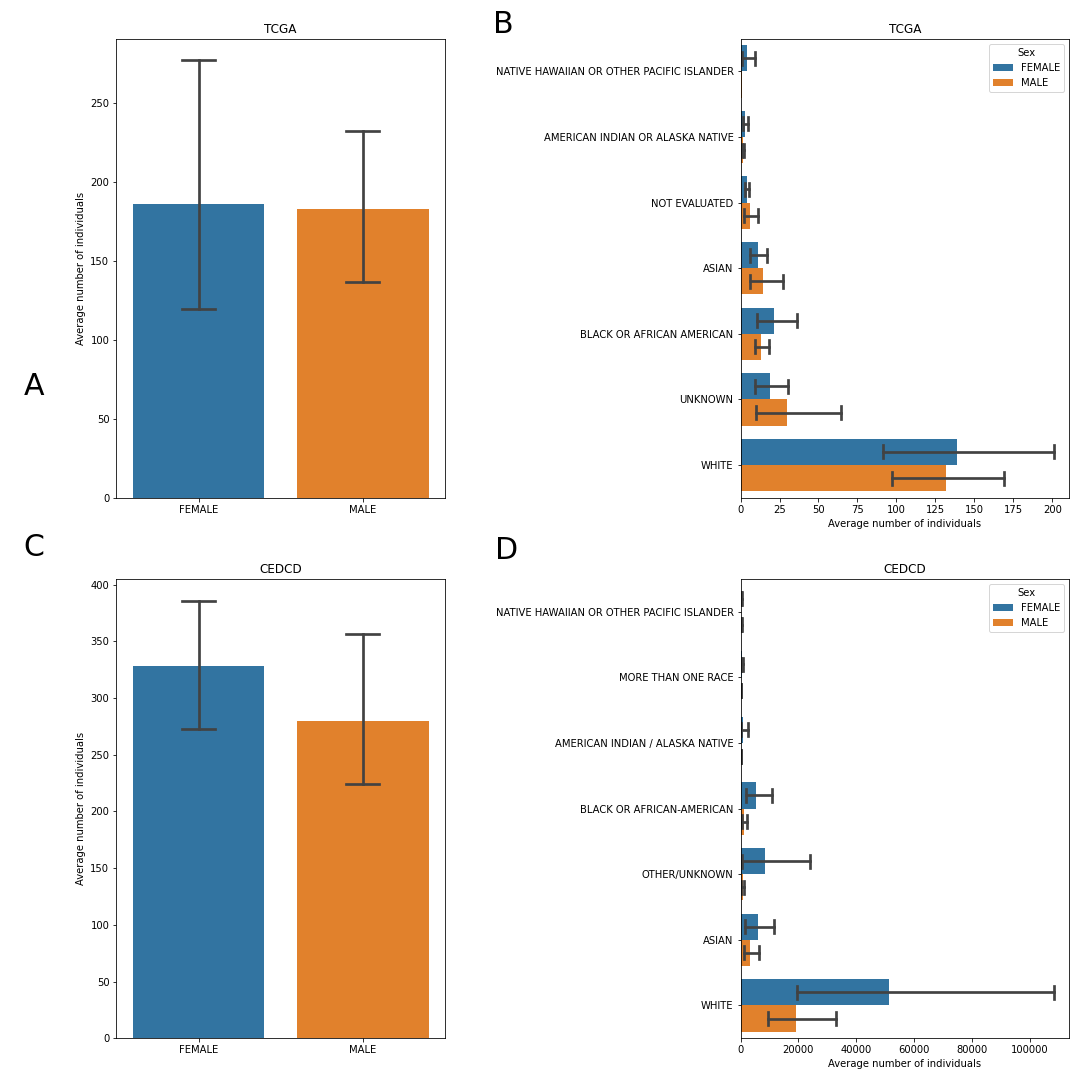 A
TCGA
Average number of individuals
0
50
100
150
200
250
FEMALE
MALE
B
TCGA
Sex
FEMALE
MALE
NATIVE HAWAIIAN OR OTHER PACIFIC ISLANDER
AMERICAN INDIAN OR ALASKA NATIVE
NOT EVALUATED
ASIAN
BLACK OR AFRICAN AMERICAN
UNKNOWN
WHITE
0 25 50 75 100 125 150 175 200
Average number of individuals
C
CEDCD
Average number of individuals
400
350
300
250
200
150
100
50
0
FEMALE
MALE
D
CEDCD
Sex
FEMALE
MALE
NATIVE HAWAIIAN OR OTHER PACIFIC ISLANDER
MORE THAN ONE RACE
AMERICAN INDIAN / ALASKA NATIVE
BLACK OR AFRICAN-AMERICAN
OTHER/UNKNOWN
ASIAN
WHITE
0 20000 40000 60000 80000 100000
Average number of individuals